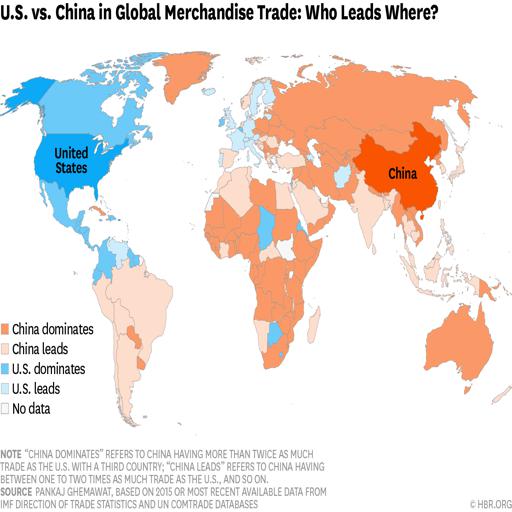 U.S. vs. China in Global Merchandise Trade: Who Leads Where?
United
States
China
China dominates
China leads
U.S. dominates
U.S. leads
No data
NOTE “CHINA DOMINATES” REFERS TO CHINA HAVING MORE THAN TWICE AS MUCH
TRADE AS THE U.S. WITH A THIRD COUNTRY; “CHINA LEADS” REFERS TO CHINA HAVING
BETWEEN ONE TO TWO TIMES AS MUCH TRADE AS THE U.S., AND SO ON.
SOURCE PANKAJ GHEMAWAT, BASED ON 2015 OR MOST RECENT AVAILABLE DATA FROM
IMF DIRECTION OF TRADE STATISTICS AND UN COMTRADE DATABASES
© HBR.ORG